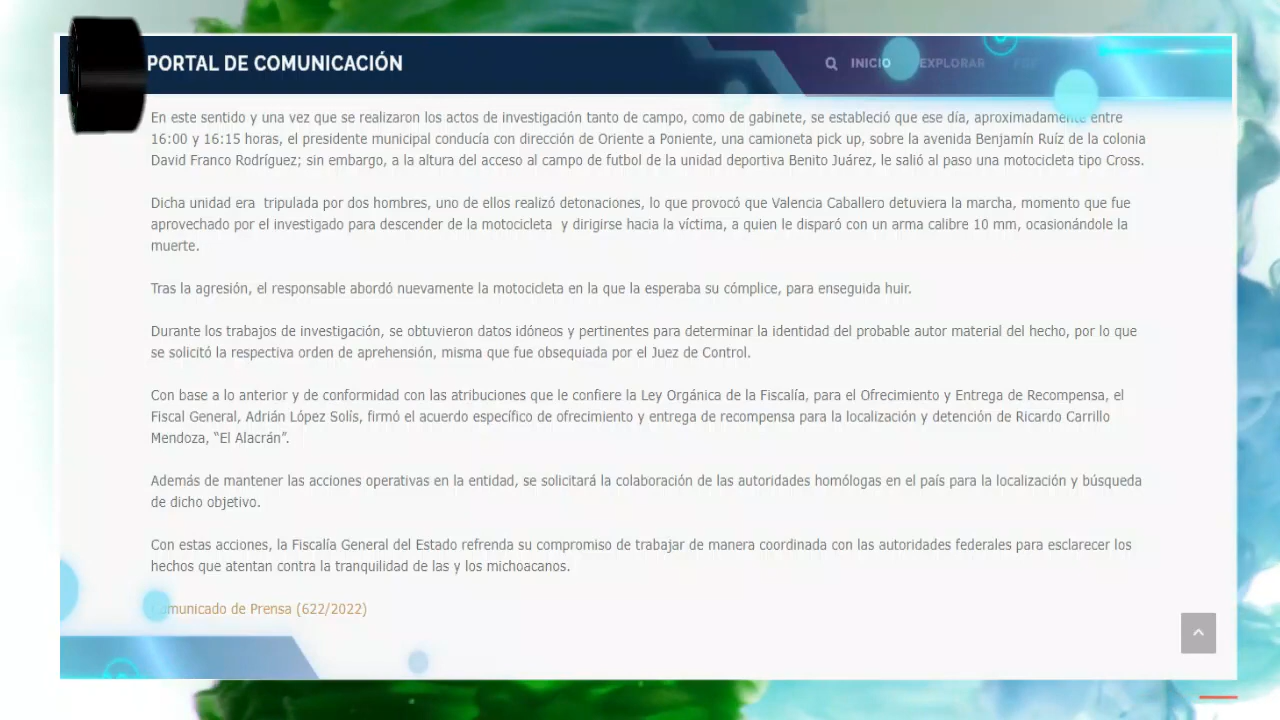 PORTAL DE COMUNICACIÓN
INICIO
EXPLORAR
En este sentido y una vez que se realizaron los actos de investigación tanto de campo, como de gabinete, se estableció que ese día, aproximadamente entre
16:00 y 16:15 horas, el presidente municipal conducía con dirección de Oriente a Poniente, una camioneta pick up, sobre la avenida Benjamín Ruíz de la colonia
David Franco Rodríguez; sin embargo, a la altura del acceso al campo de futbol de la unidad deportiva Benito Juárez, le salió al paso una motocicleta tipo Cross.
Dicha unidad era tripulada por dos hombres, uno de ellos realizó detonaciones, lo que provocó que Valencia Caballero detuviera la marcha, momento que fue
aprovechado por el investigado para descender de la motocicleta y dirigirse hacia la víctima, a quien le disparó con un arma calibre 10 mm, ocasionándole la
muerte.
Tras la agresión, el responsable abordó nuevamente la motocicleta en la que la esperaba su cómplice, para enseguida huir.
Durante los trabajos de investigación, se obtuvieron datos idóneos y pertinentes para determinar la identidad del probable autor material del hecho, por lo que
se solicitó la respectiva orden de aprehensión, misma que fue obsequiada por el Juez de Control.
Con base a lo anterior y de conformidad con las atribuciones que le confiere la Ley Orgánica de la Fiscalía, para el Ofrecimiento y Entrega de Recompensa, el
Fiscal General, Adrián López Solís, firmó el acuerdo específico de ofrecimiento y entrega de recompensa para la localización y detención de Ricardo Carrillo
Mendoza, “El Alacrán”.
Además de mantener las acciones operativas en la entidad, se solicitará la colaboración de las autoridades homólogas en el país para la localización y búsqueda
de dicho objetivo.
Con estas acciones, la Fiscalía General del Estado refrenda su compromiso de trabajar de manera coordinada con las autoridades federales para esclarecer los
hechos que atentan contra la tranquilidad de las y los michoacanos.
Comunicado de Prensa (622/2022)